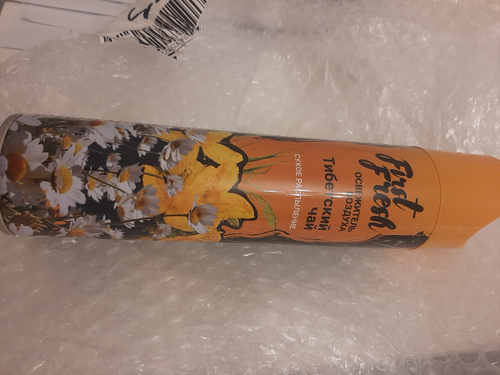 First
Fresh
ОСВЕЖИТЕЛЬ
ВОЗДУХА
Тибетский
чай
СУХОЕ РАСПЫЛЕНИЕ